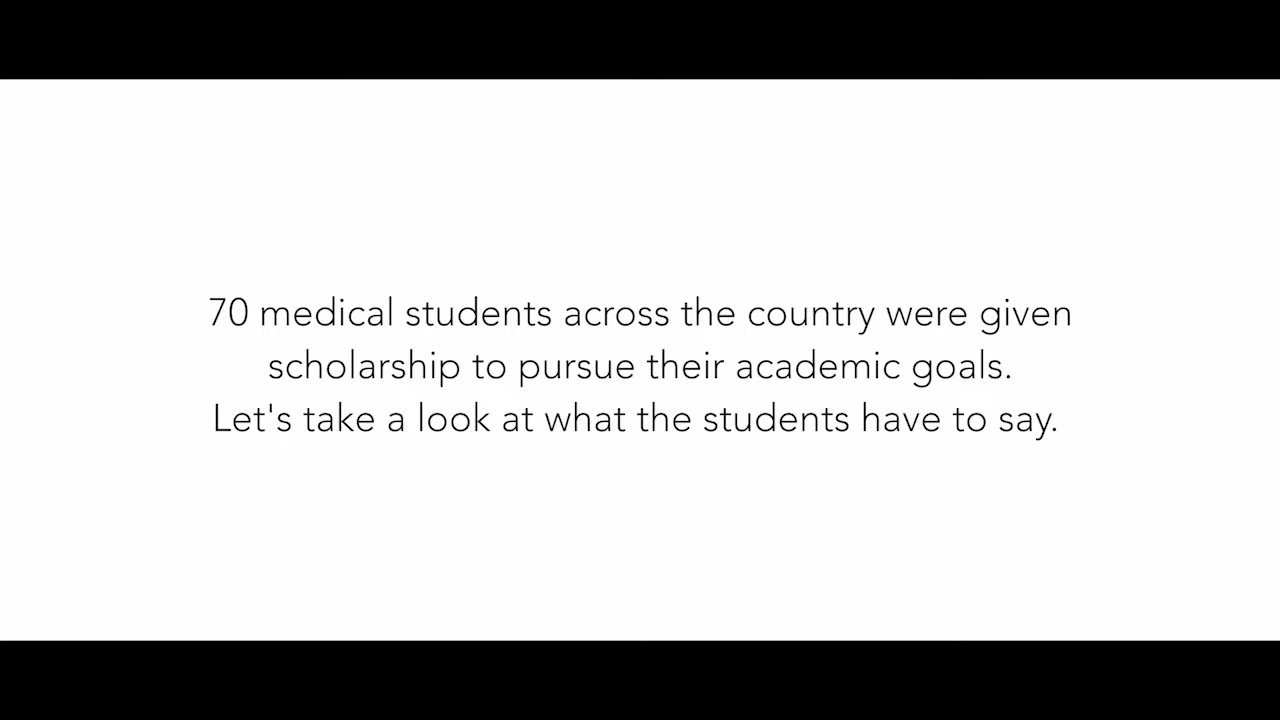 70 medical students across the country were given
scholarship to pursue their academic goals.
Let's take a look at what the students have to say.